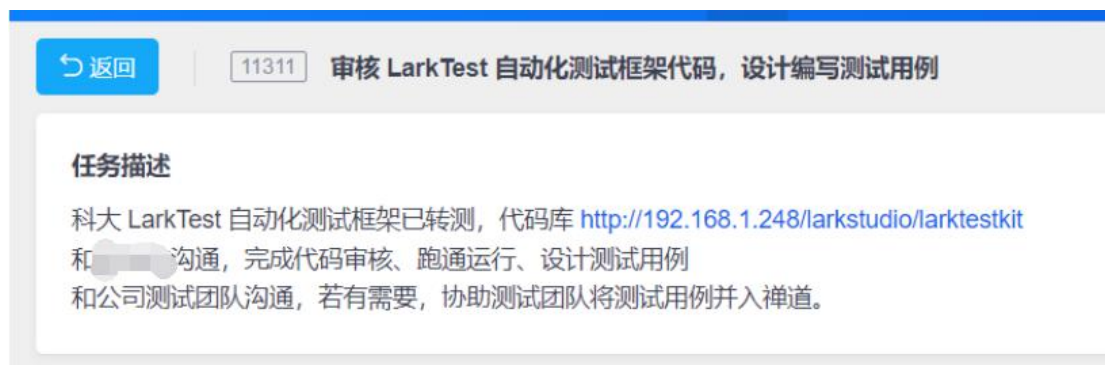 返回
11311 审核 LarkTest 自动化测试框架代码，设计编写测试用例
任务描述
科大 LarkTest 自动化测试框架已转测，代码库 http://192.168.1.248/larkstudio/larktestkit
和 沟通，完成代码审核、跑通运行、设计测试用例
和公司测试团队沟通，若有需要，协助测试团队将测试用例并入禅道。